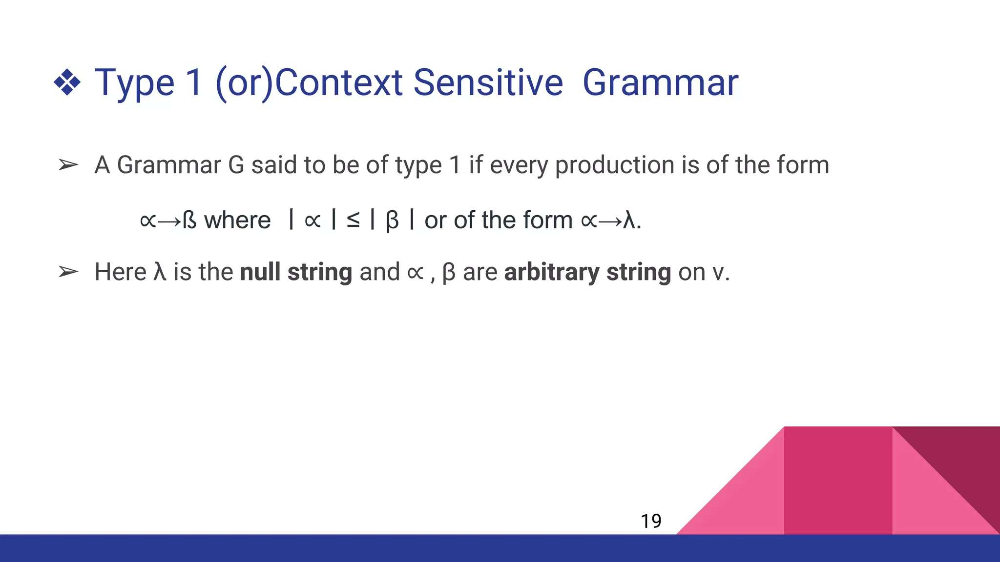 ❖ Type 1 (or)Context Sensitive  Grammar
➢ A Grammar G said to be of type 1 if every production is of the form
∝→ß where ∣∝∣≤∣β∣or of the form ∝→λ.
➢ Here λ is the null string and ∝ , β are arbitrary string on v.
19